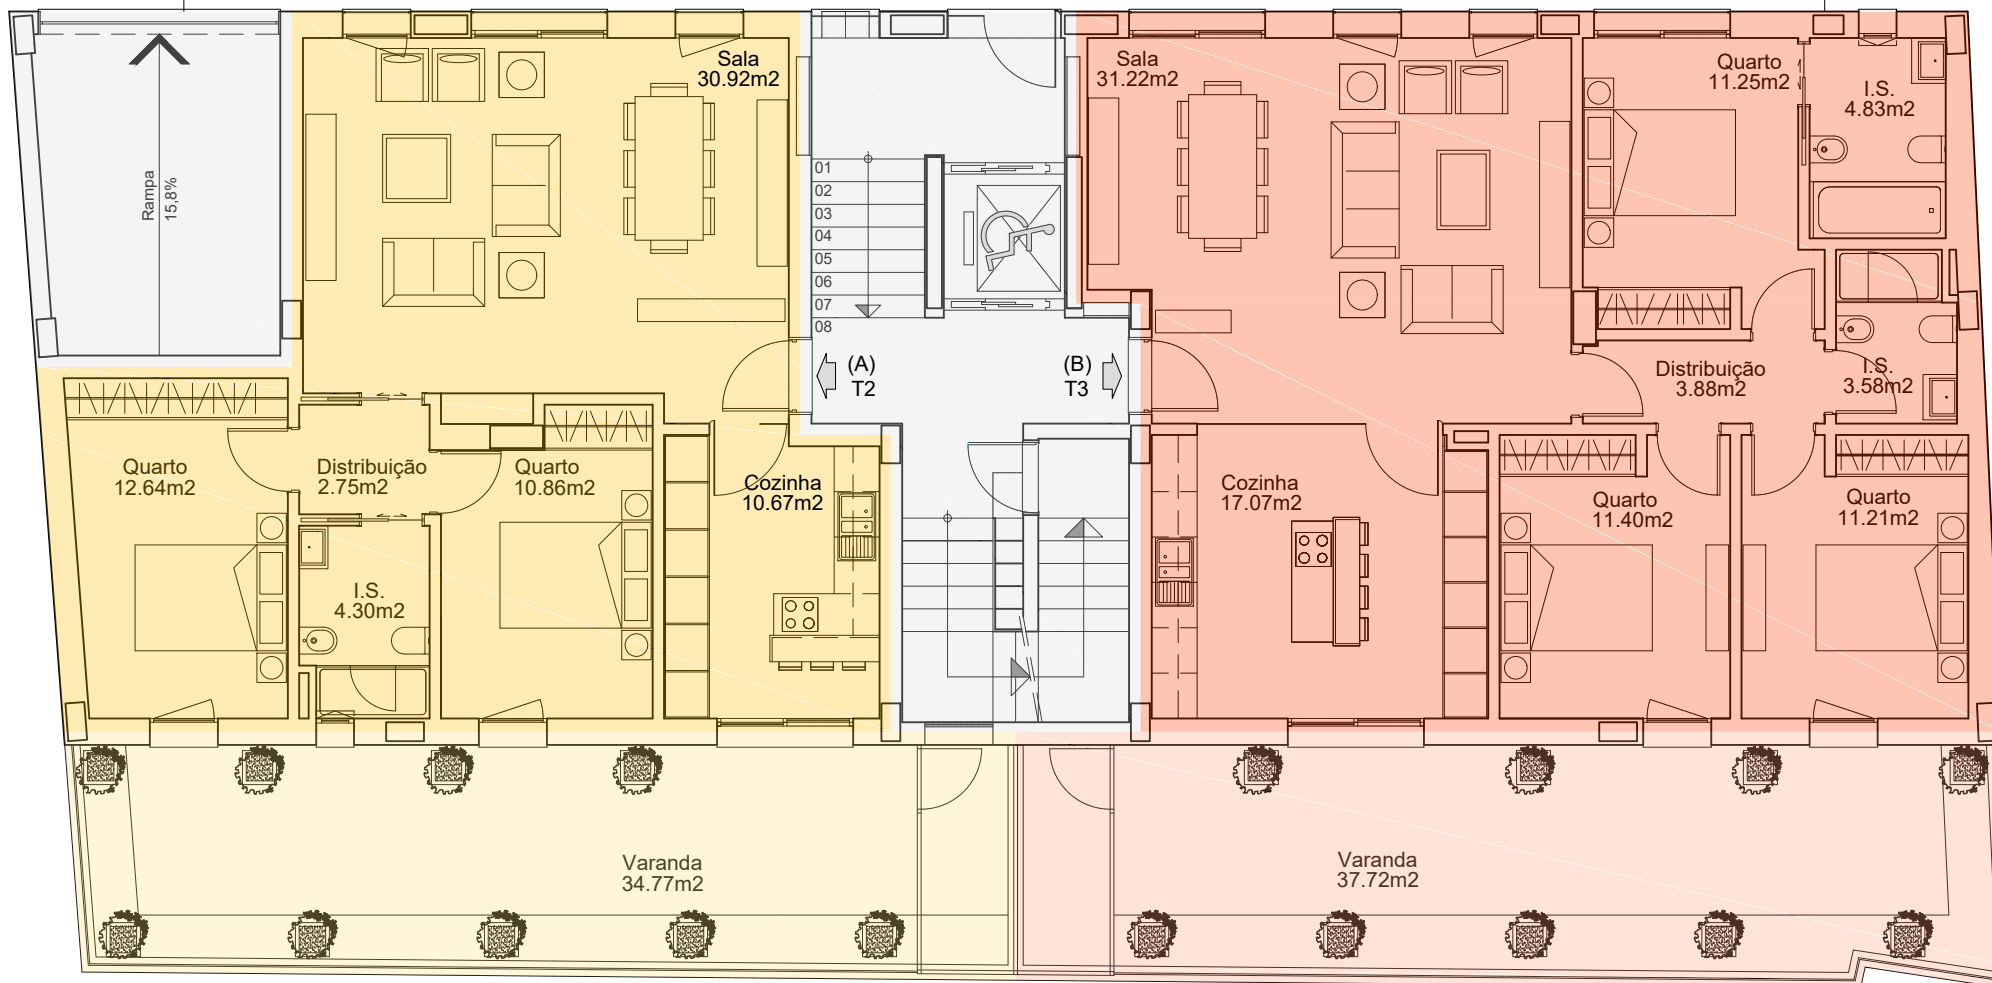 Rampa
15,8%
Sala
30.92m2
01
02
03
04
05
06
07
08
(A)
T2
(B)
T3
Sala
31.22m2
Quarto
11.25m2
I.S.
4.83m2
Distribuição
3.88m2
I.S.
3.58m2
Quarto
12.64m2
Distribuição
2.75m2
Quarto
10.86m2
Cozinha
10.67m2
I.S.
4.30m2
Cozinha
17.07m2
Quarto
11.40m2
Quarto
11.21m2
Varanda
34.77m2
Varanda
37.72m2